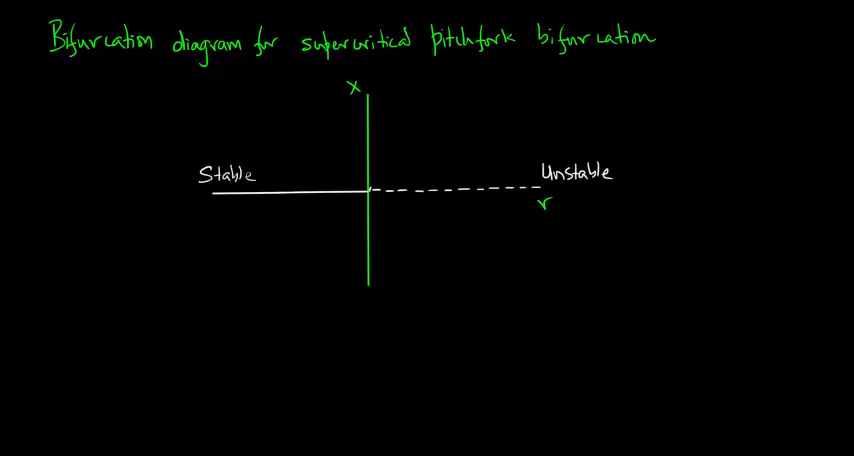 Bifurcation diagram for supercritical pitchfork bifurcation
x
Stable
Unstable
r